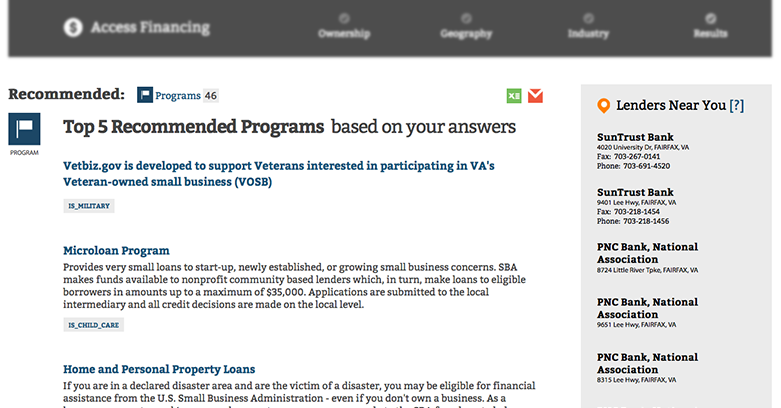 Access Financing
Ownership
Geography
Industry
Results
Recommended:
Programs 46
PROGRAM
Top 5 Recommended Programs based on your answers
Vetbiz.gov is developed to support Veterans interested in participating in VA's
Veteran-owned small business (VOSB)
IS_MILITARY
Microloan Program
Provides very small loans to start-up, newly established, or growing small business concerns. SBA
makes funds available to nonprofit community based lenders which, in turn, make loans to eligible
borrowers in amounts up to a maximum of $35,000. Applications are submitted to the local
intermediary and all credit decisions are made on the local level.
IS_CHILD_CARE
Home and Personal Property Loans
If you are in a declared disaster area and are the victim of a disaster, you may be eligible for financial
assistance from the U.S. Small Business Administration - even if you don't own a business. As a
Lenders Near You [?]
SunTrust Bank
4020 University Dr, FAIRFAX, VA
Fax: 703-267-0141
Phone: 703-691-4520
SunTrust Bank
9401 Lee Hwy, FAIRFAX, VA
Fax: 703-218-1454
Phone: 703-218-1456
PNC Bank, National
Association
8724 Little River Tpke, FAIRFAX, VA
PNC Bank, National
Association
9651 Lee Hwy, FAIRFAX, VA
PNC Bank, National
Association
8315 Lee Hwy, FAIRFAX, VA